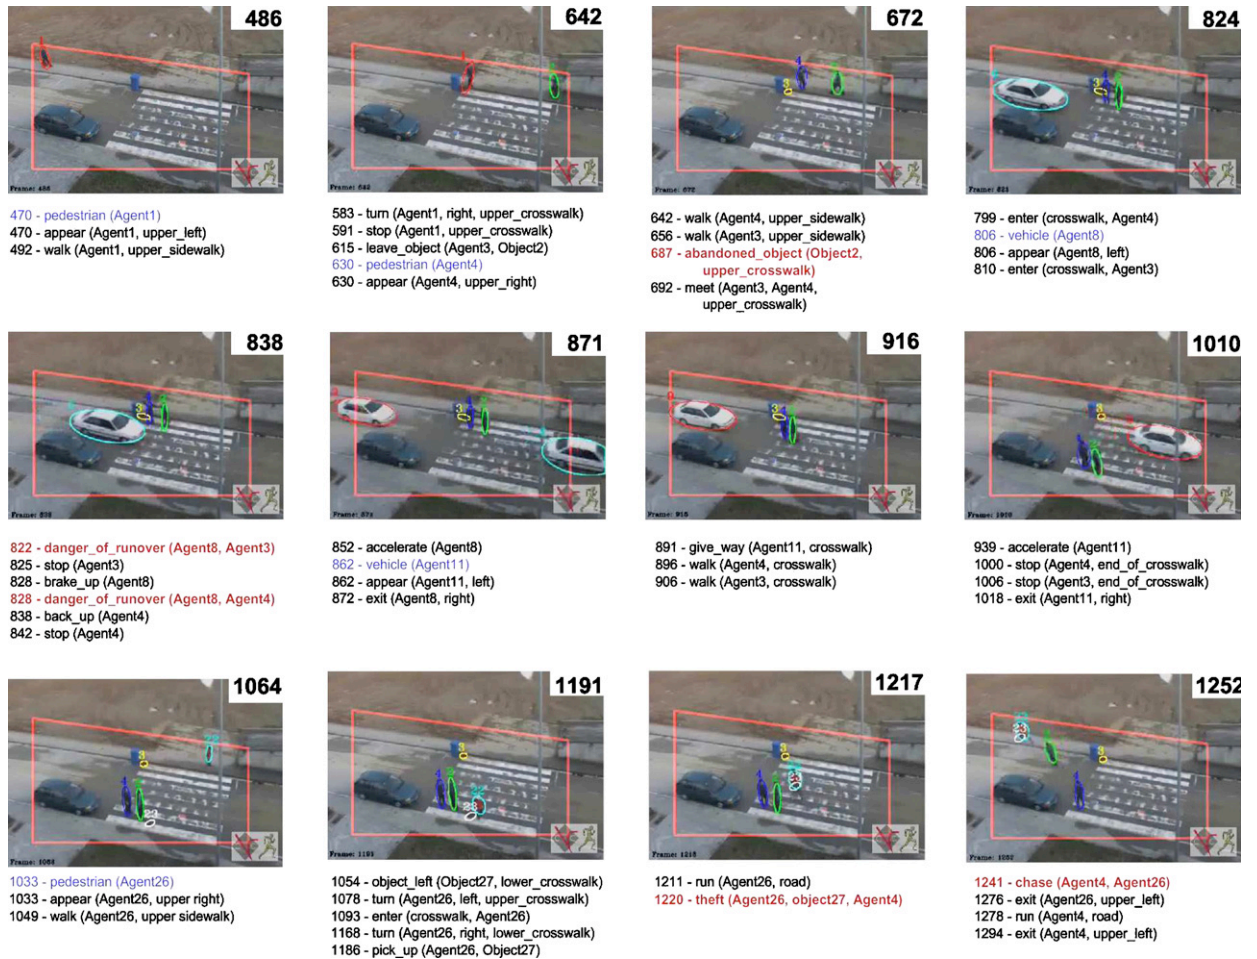 486
642
672
824
Frame: 486
Frame: 642
Frame: 672
470 - pedestrian (Agent1)
470 - appear (Agent1, upper_left)
492 - walk (Agent1, upper_sidewalk)
583 - turn (Agent1, right, upper_crosswalk)
591 - stop (Agent1, upper_crosswalk)
615 - leave_object (Agent3, Object2)
630 - pedestrian (Agent4)
630 - appear (Agent4, upper_right)
642 - walk (Agent4, upper_sidewalk)
656 - walk (Agent3, upper_sidewalk)
687 - abandoned_object (Object2,
upper_crosswalk)
692 - meet (Agent3, Agent4,
upper_crosswalk)
799 - enter (crosswalk, Agent4)
806 - vehicle (Agent8)
806 - appear (Agent8, left)
810 - enter (crosswalk, Agent3)
838
871
916
1010
822 - danger_of_runover (Agent8, Agent3)
825 - stop (Agent3)
828 - brake_up (Agent8)
828 - danger_of_runover (Agent8, Agent4)
838 - back_up (Agent4)
842 - stop (Agent4)
852 - accelerate (Agent8)
862 - vehicle (Agent11)
862 - appear (Agent11, left)
872 - exit (Agent8, right)
891 - give_way (Agent11, crosswalk)
896 - walk (Agent4, crosswalk)
906 - walk (Agent3, crosswalk)
939 - accelerate (Agent11)
1000 - stop (Agent4, end_of_crosswalk)
1006 - stop (Agent3, end_of_crosswalk)
1018 - exit (Agent11, right)
1064
1191
1217
1252
1033 - pedestrian (Agent26)
1033 - appear (Agent26, upper right)
1049 - walk (Agent26, upper sidewalk)
1054 - object_left (Object27, lower_crosswalk)
1078 - turn (Agent26, left, upper_crosswalk)
1093 - enter (crosswalk, Agent26)
1168 - turn (Agent26, right, lower_crosswalk)
1186 - pick_up (Agent26, Object27)
1211 - run (Agent26, road)
1220 - theft (Agent26, object27, Agent4)
1241 - chase (Agent4, Agent26)
1276 - exit (Agent26, upper_left)
1278 - run (Agent4, road)
1294 - exit (Agent4, upper_left)